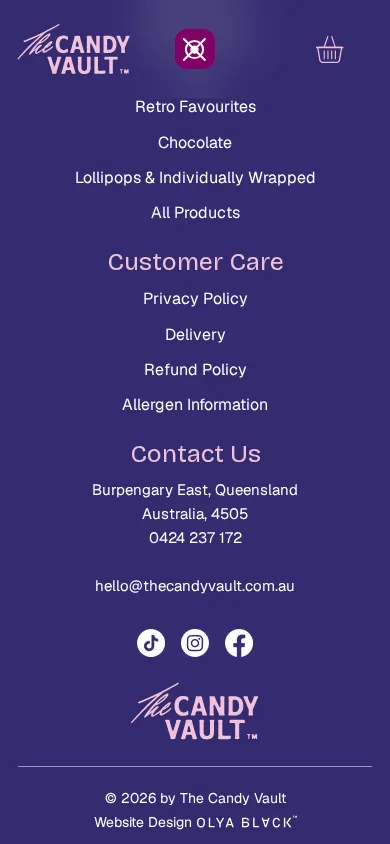 The CANDY
VAULT™
Retro Favourites
Chocolate
Lollipops & Individually Wrapped
All Products
Customer Care
Privacy Policy
Delivery
Refund Policy
Allergen Information
Contact Us
Burpengary East, Queensland
Australia, 4505
0424 237 172
hello@thecandyvault.com.au
The CANDY
VAULT™
© 2026 by The Candy Vault
Website Design OLYA BLɅCK™